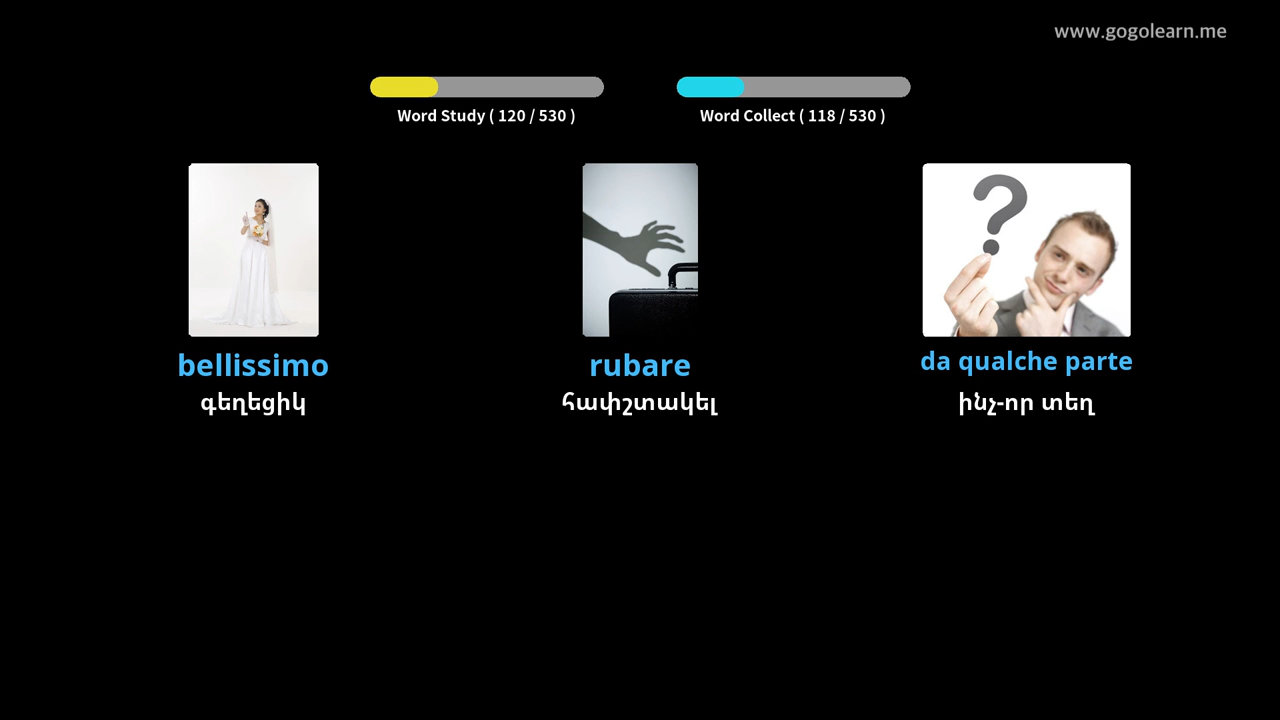 www.gogolearn.me
Word Study ( 120 / 530 )
Word Collect ( 118 / 530 )
bellissimo
rubare
da qualche parte
գեղեցիկ
հափշտակել
ինչ-որ տեղ